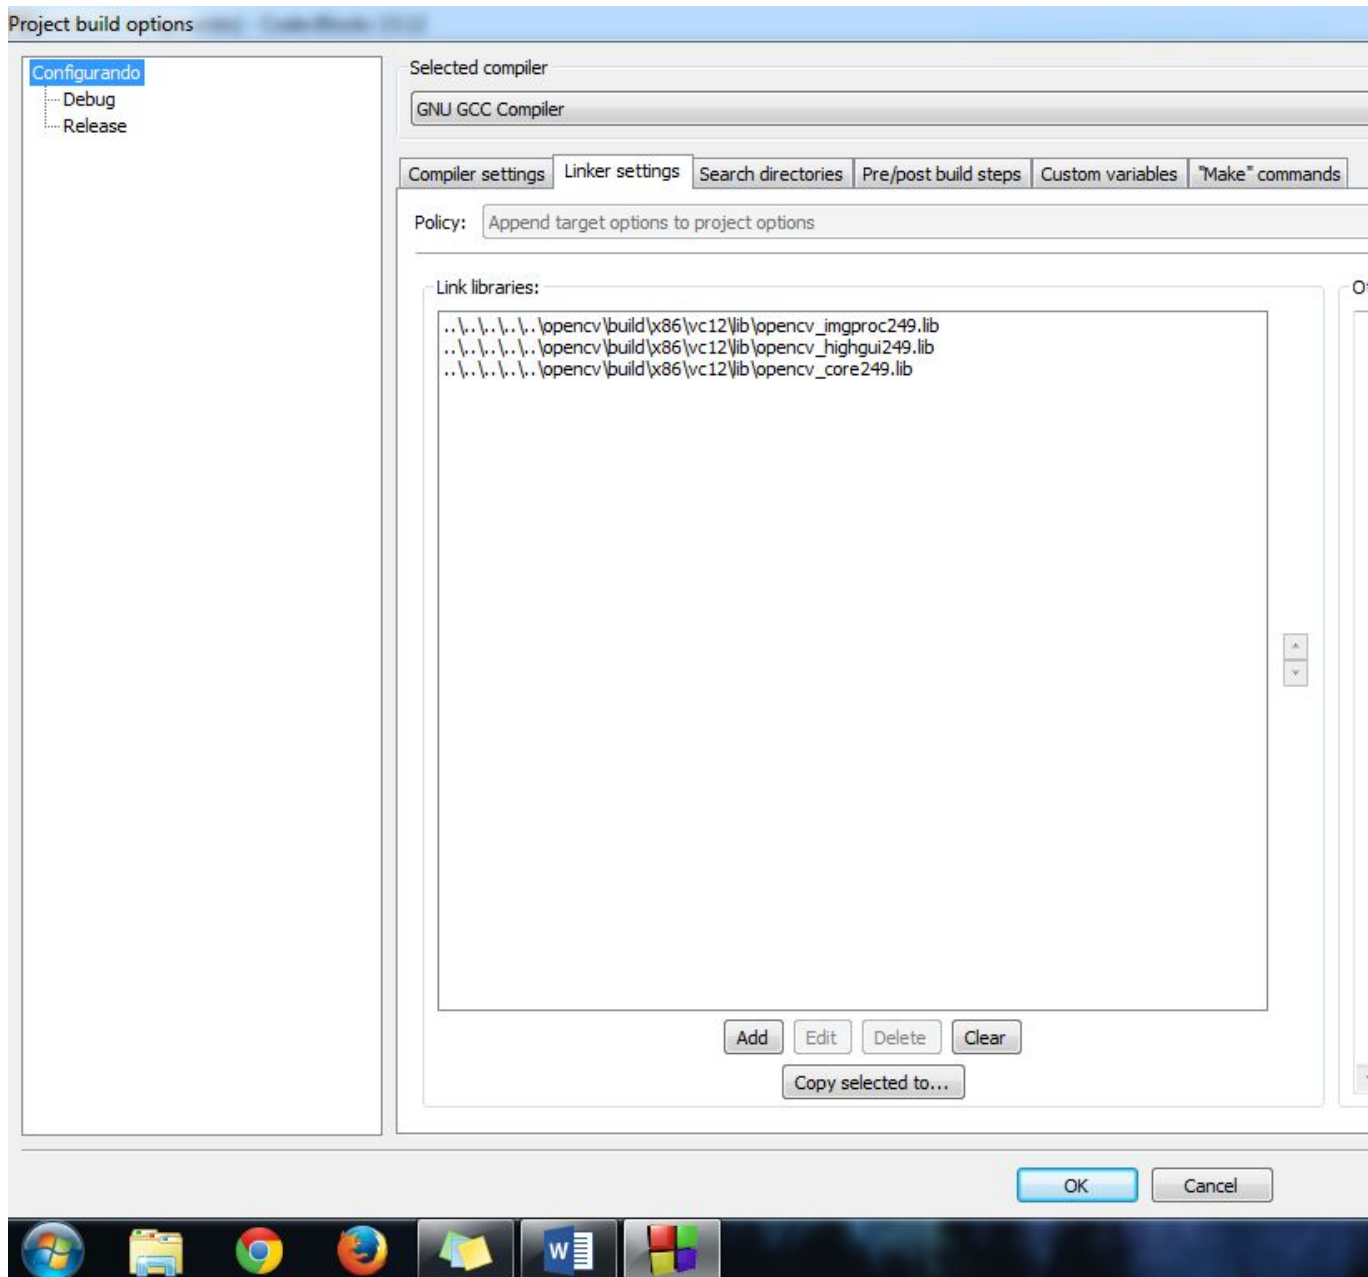 Project build options
Configurando
Debug
Release
Selected compiler
GNU GCC Compiler
Compiler settings
Linker settings
Search directories
Pre/post build steps
Custom variables
"Make" commands
Policy:
Append target options to project options
Link libraries:
..\..\..\..\..\opencv\build\x86\vc12\lib\opencv_imgproc249.lib
..\..\..\..\..\opencv\build\x86\vc12\lib\opencv_highgui249.lib
..\..\..\..\..\opencv\build\x86\vc12\lib\opencv_core249.lib
Add
Edit
Delete
Clear
Copy selected to...
OK
Cancel
W